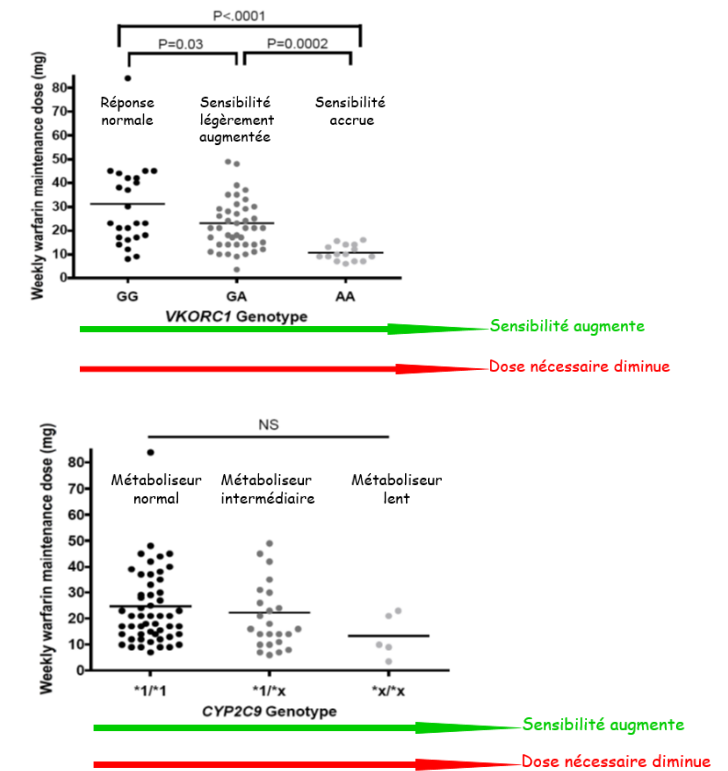 P<.0001
P=0.03
P=0.0002
Weekly warfarin maintenance dose (mg)
80
70
60
50
40
30
20
10
0
Réponse
normale
Sensibilité
légèrement
augmentée
Sensibilité
accrue
GG
GA
AA
VKORC1 Genotype
Sensibilité augmente
Dose nécessaire diminue
NS
Weekly warfarin maintenance dose (mg)
80
70
60
50
40
30
20
10
0
Métaboliseur
normal
Métaboliseur
intermédiaire
Métaboliseur
lent
*1/*1
*1/*x
*x/*x
CYP2C9 Genotype
Sensibilité augmente
Dose nécessaire diminue